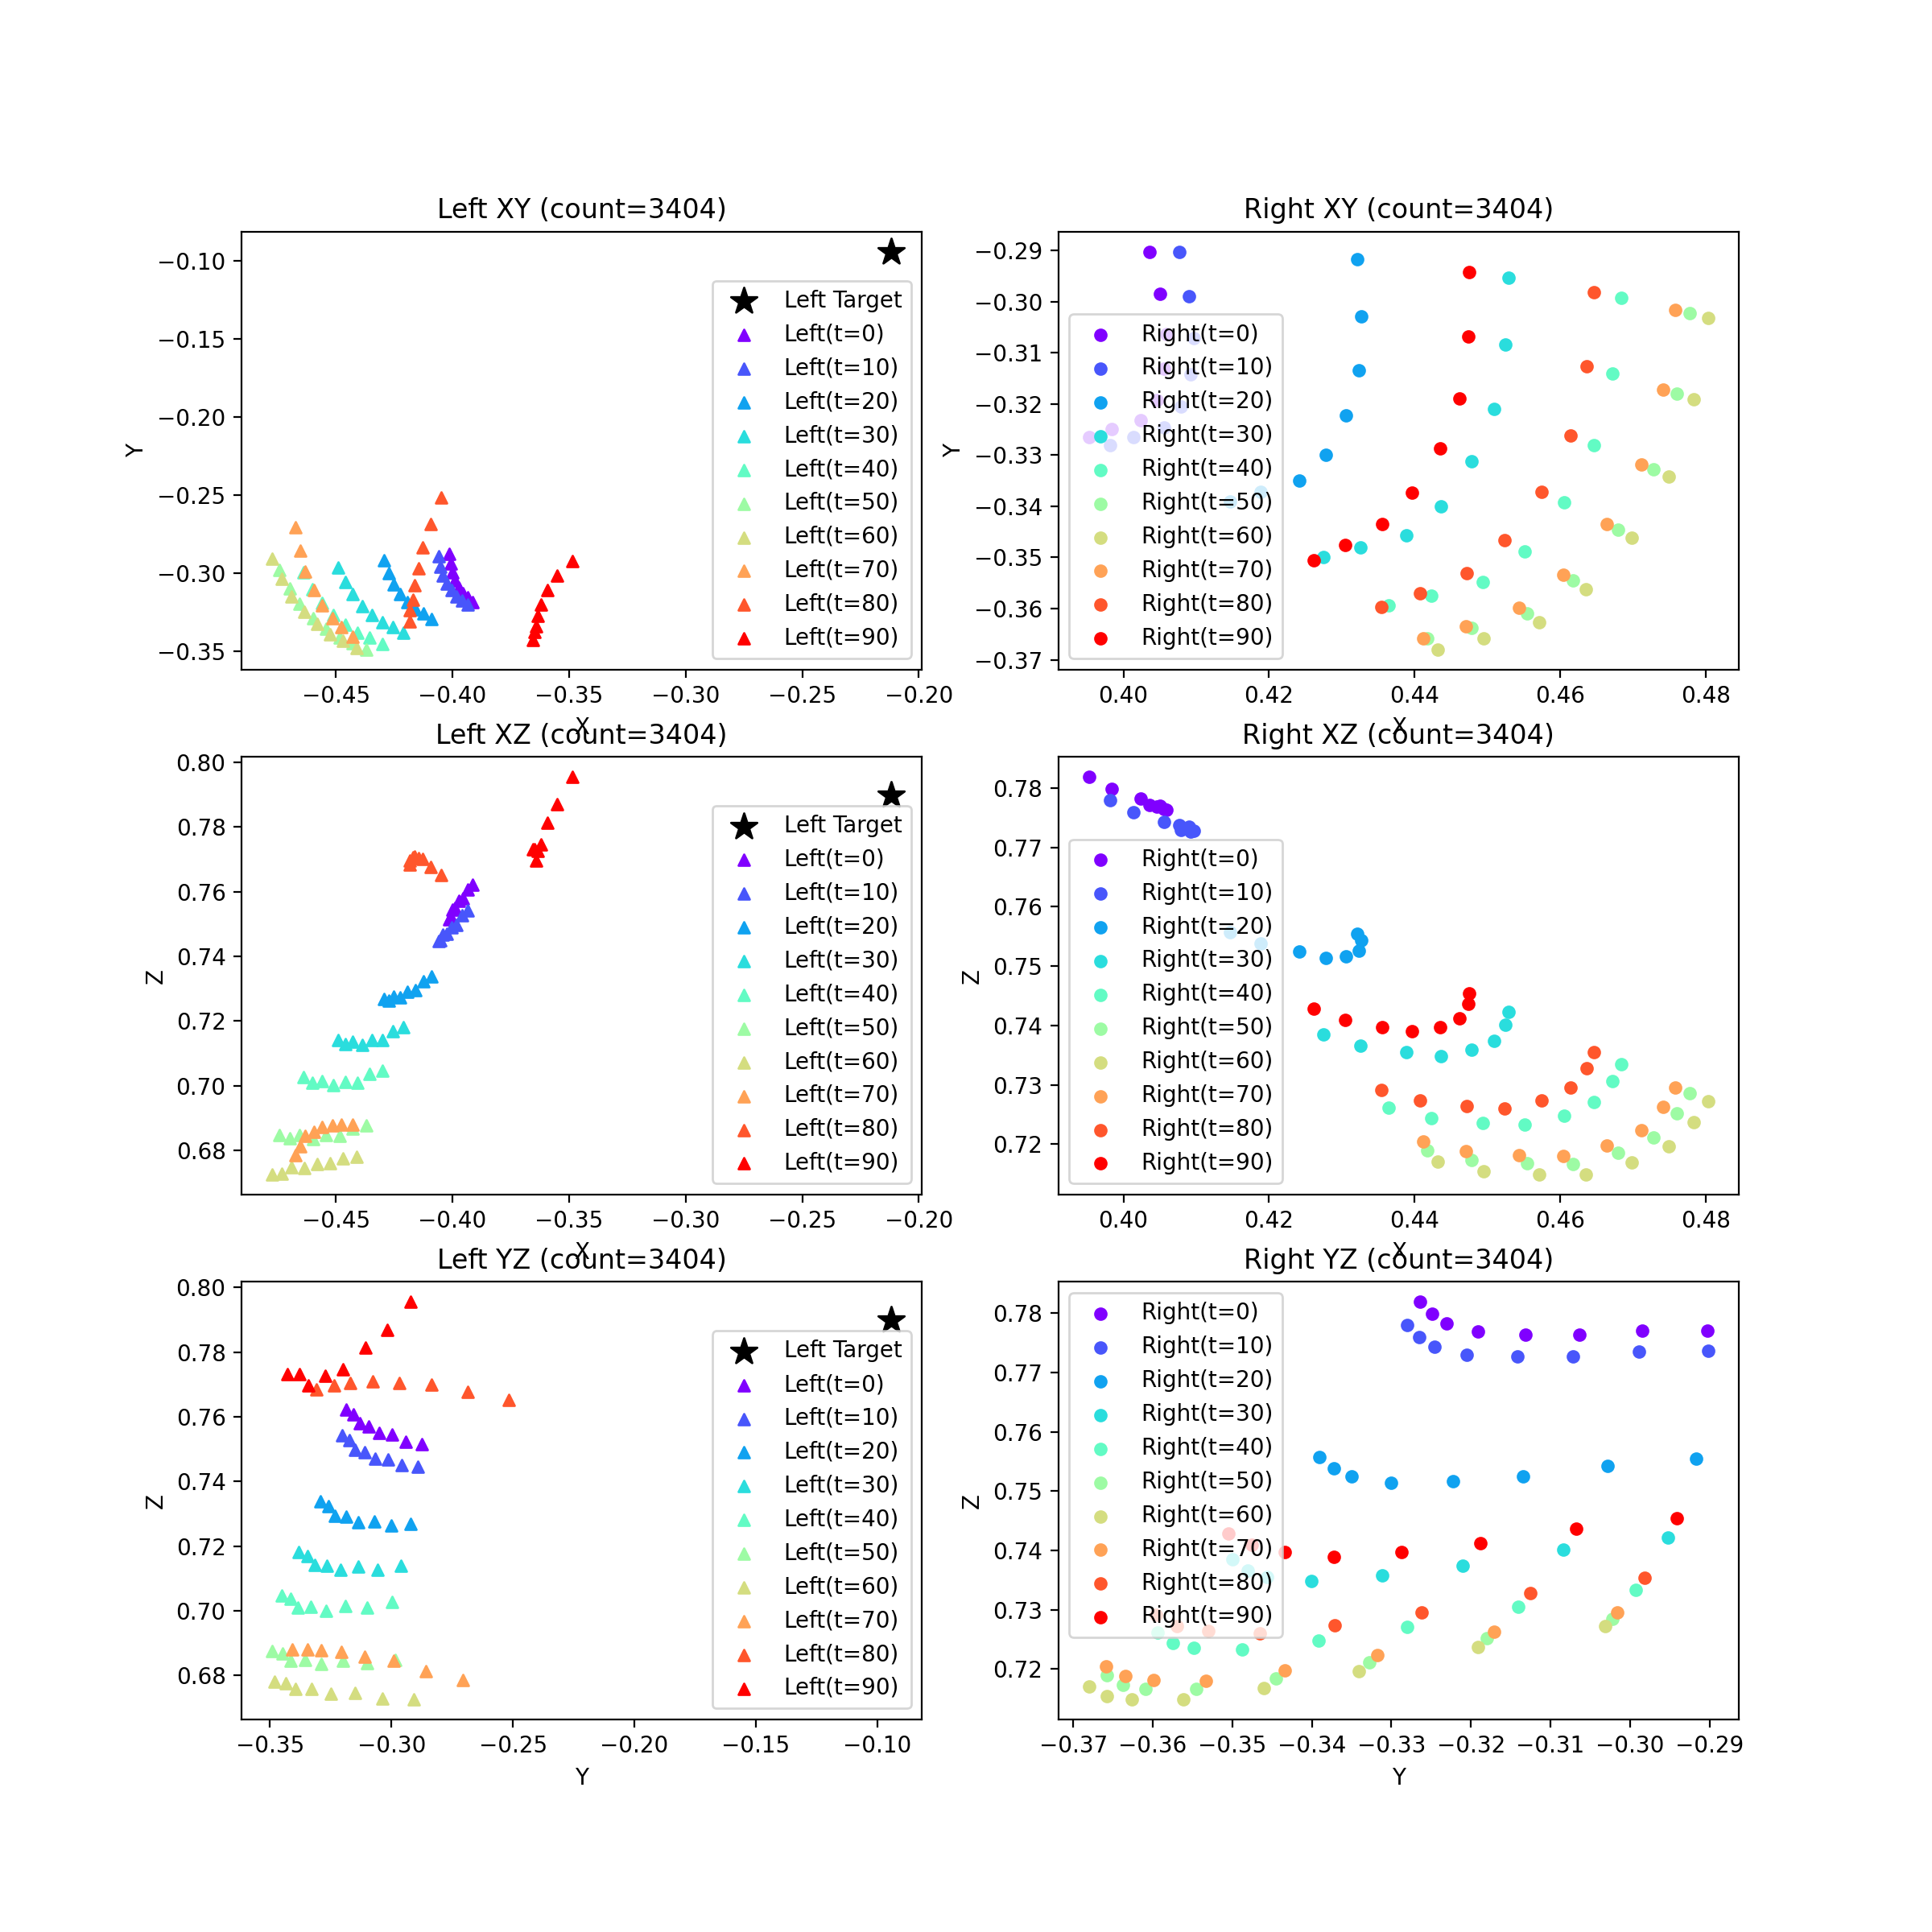 Left XY (count=3404)
−0.10
−0.15
−0.20
−0.25
−0.30
−0.35
Y
−0.45 −0.40 −0.35 −0.30 −0.25 −0.20
X
Left Target
Left(t=0)
Left(t=10)
Left(t=20)
Left(t=30)
Left(t=40)
Left(t=50)
Left(t=60)
Left(t=70)
Left(t=80)
Left(t=90)
Right XY (count=3404)
−0.29
−0.30
−0.31
−0.32
−0.33
−0.34
−0.35
−0.36
−0.37
Y
0.40 0.42 0.44 0.46 0.48
X
Right(t=0)
Right(t=10)
Right(t=20)
Right(t=30)
Right(t=40)
Right(t=50)
Right(t=60)
Right(t=70)
Right(t=80)
Right(t=90)
Left XZ (count=3404)
0.80
0.78
0.76
0.74
0.72
0.70
0.68
Z
−0.45 −0.40 −0.35 −0.30 −0.25 −0.20
X
Left Target
Left(t=0)
Left(t=10)
Left(t=20)
Left(t=30)
Left(t=40)
Left(t=50)
Left(t=60)
Left(t=70)
Left(t=80)
Left(t=90)
Right XZ (count=3404)
0.78
0.77
0.76
0.75
0.74
0.73
0.72
Z
0.40 0.42 0.44 0.46 0.48
X
Right(t=0)
Right(t=10)
Right(t=20)
Right(t=30)
Right(t=40)
Right(t=50)
Right(t=60)
Right(t=70)
Right(t=80)
Right(t=90)
Left YZ (count=3404)
0.80
0.78
0.76
0.74
0.72
0.70
0.68
Z
−0.35 −0.30 −0.25 −0.20 −0.15 −0.10
Y
Left Target
Left(t=0)
Left(t=10)
Left(t=20)
Left(t=30)
Left(t=40)
Left(t=50)
Left(t=60)
Left(t=70)
Left(t=80)
Left(t=90)
Right YZ (count=3404)
0.78
0.77
0.76
0.75
0.74
0.73
0.72
Z
−0.37 −0.36 −0.35 −0.34 −0.33 −0.32 −0.31 −0.30 −0.29
Y
Right(t=0)
Right(t=10)
Right(t=20)
Right(t=30)
Right(t=40)
Right(t=50)
Right(t=60)
Right(t=70)
Right(t=80)
Right(t=90)